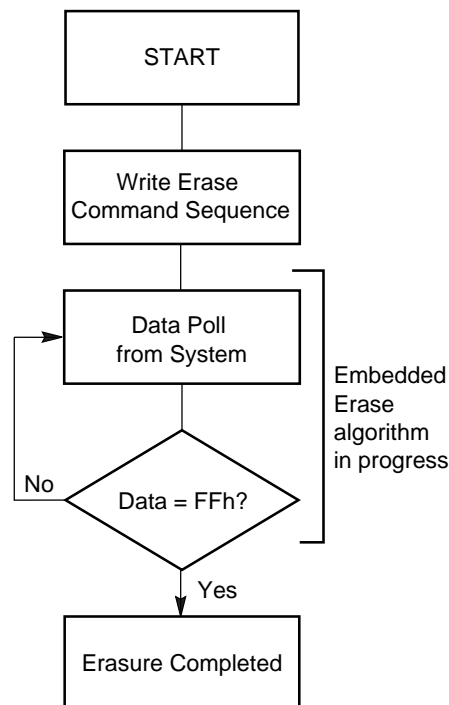 START
Write Erase
Command Sequence
Data Poll
from System
Embedded
Erase
algorithm
in progress
No
Data = FFh?
Yes
Erasure Completed